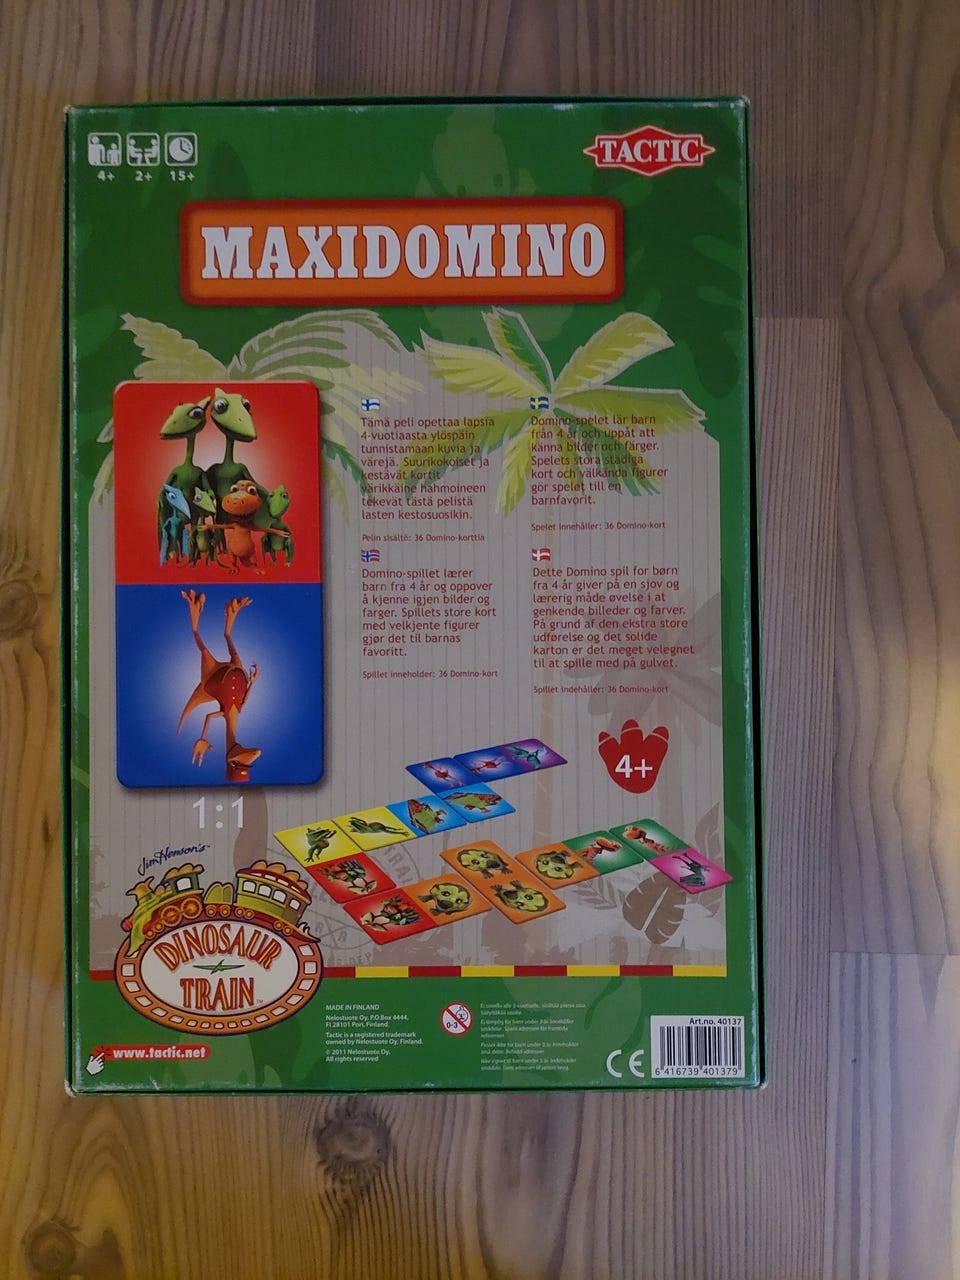 4+ 2+ 15+
TACTIC
MAXIDOMINO
Tämä peli opettaa lapsia
4-vuotiaasta ylöspäin
tunnistamaan kuvia ja
värejä. Suurikokoiset ja
kestävät kortit
värikkäine hahmoineen
tekevät tästä pelistä
lasten kestosuosikin.
Pelin sisältö: 36 Domino-korttia
Domino-spelet lär barn
från 4 år och uppåt att
känna bilder och färger.
Spelets stora stadiga
kort och välkända figurer
gör spelet till en
barnfavorit.
Spelet innehåller: 36 Domino-kort
Domino-spillet lærer
barn fra 4 år og oppover
å kjenne igjen bilder og
farger. Spillets store kort
med velkjente figurer
gjør det til barnas
favoritt.
Spillet inneholder: 36 Domino-kort
Dette Domino spil for børn
fra 4 år giver på en sjov og
lærerig måde øvelse i at
genkende billeder og farver.
På grund af den ekstra store
udførelse og det solide
karton er det meget velegnet
til at spille med på gulvet.
Spillet indehåller: 36 Domino-kort
4+
1:1
Jim Henson's
DINOSAUR
TRAIN™
www.tactic.net
MADE IN FINLAND
Nelostuote Oy, P.O.Box 4444,
FI 28101 Pori, Finland.
Tactic is a registered trademark
owned by Nelostuote Oy, Finland.
© 2011 Nelostuote Oy.
All rights reserved
0-3
CE
Art.no. 40137
6 416739 401379